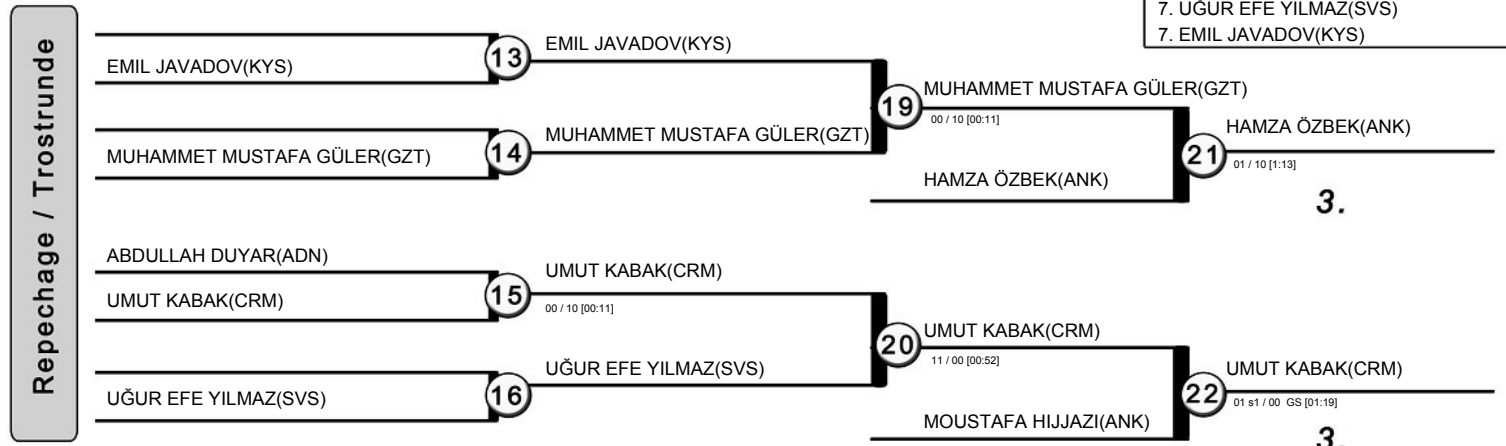 7. UĞUR EFE YILMAZ(SVS)
7. EMIL JAVADOV(KYS)
Repechage / Trostrunde
EMIL JAVADOV(KYS)
13
EMIL JAVADOV(KYS)
MUHAMMET MUSTAFA GÜLER(GZT)
14
MUHAMMET MUSTAFA GÜLER(GZT)
19
MUHAMMET MUSTAFA GÜLER(GZT)
00 / 10 [00:11]
HAMZA ÖZBEK(ANK)
21
HAMZA ÖZBEK(ANK)
01 / 10 [1:13]
3.
ABDULLAH DUYAR(ADN)
UMUT KABAK(CRM)
15
UMUT KABAK(CRM)
00 / 10 [00:11]
UĞUR EFE YILMAZ(SVS)
16
UĞUR EFE YILMAZ(SVS)
20
UMUT KABAK(CRM)
11 / 00 [00:52]
MOUSTAFA HIJJAZI(ANK)
22
UMUT KABAK(CRM)
01 s1 / 00 GS [01:19]
3.